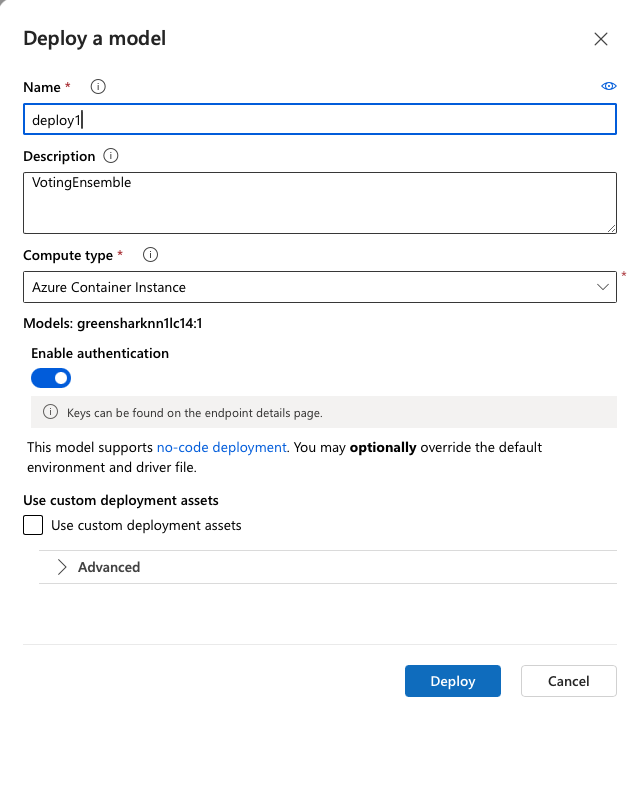 Deploy a model
Name *
deploy1
Description
VotingEnsemble
Compute type *
Azure Container Instance
*
Models: greensharknn1lc14:1
Enable authentication
Keys can be found on the endpoint details page.
This model supports no-code deployment. You may optionally override the default
environment and driver file.
Use custom deployment assets
Use custom deployment assets
Advanced
Deploy
Cancel